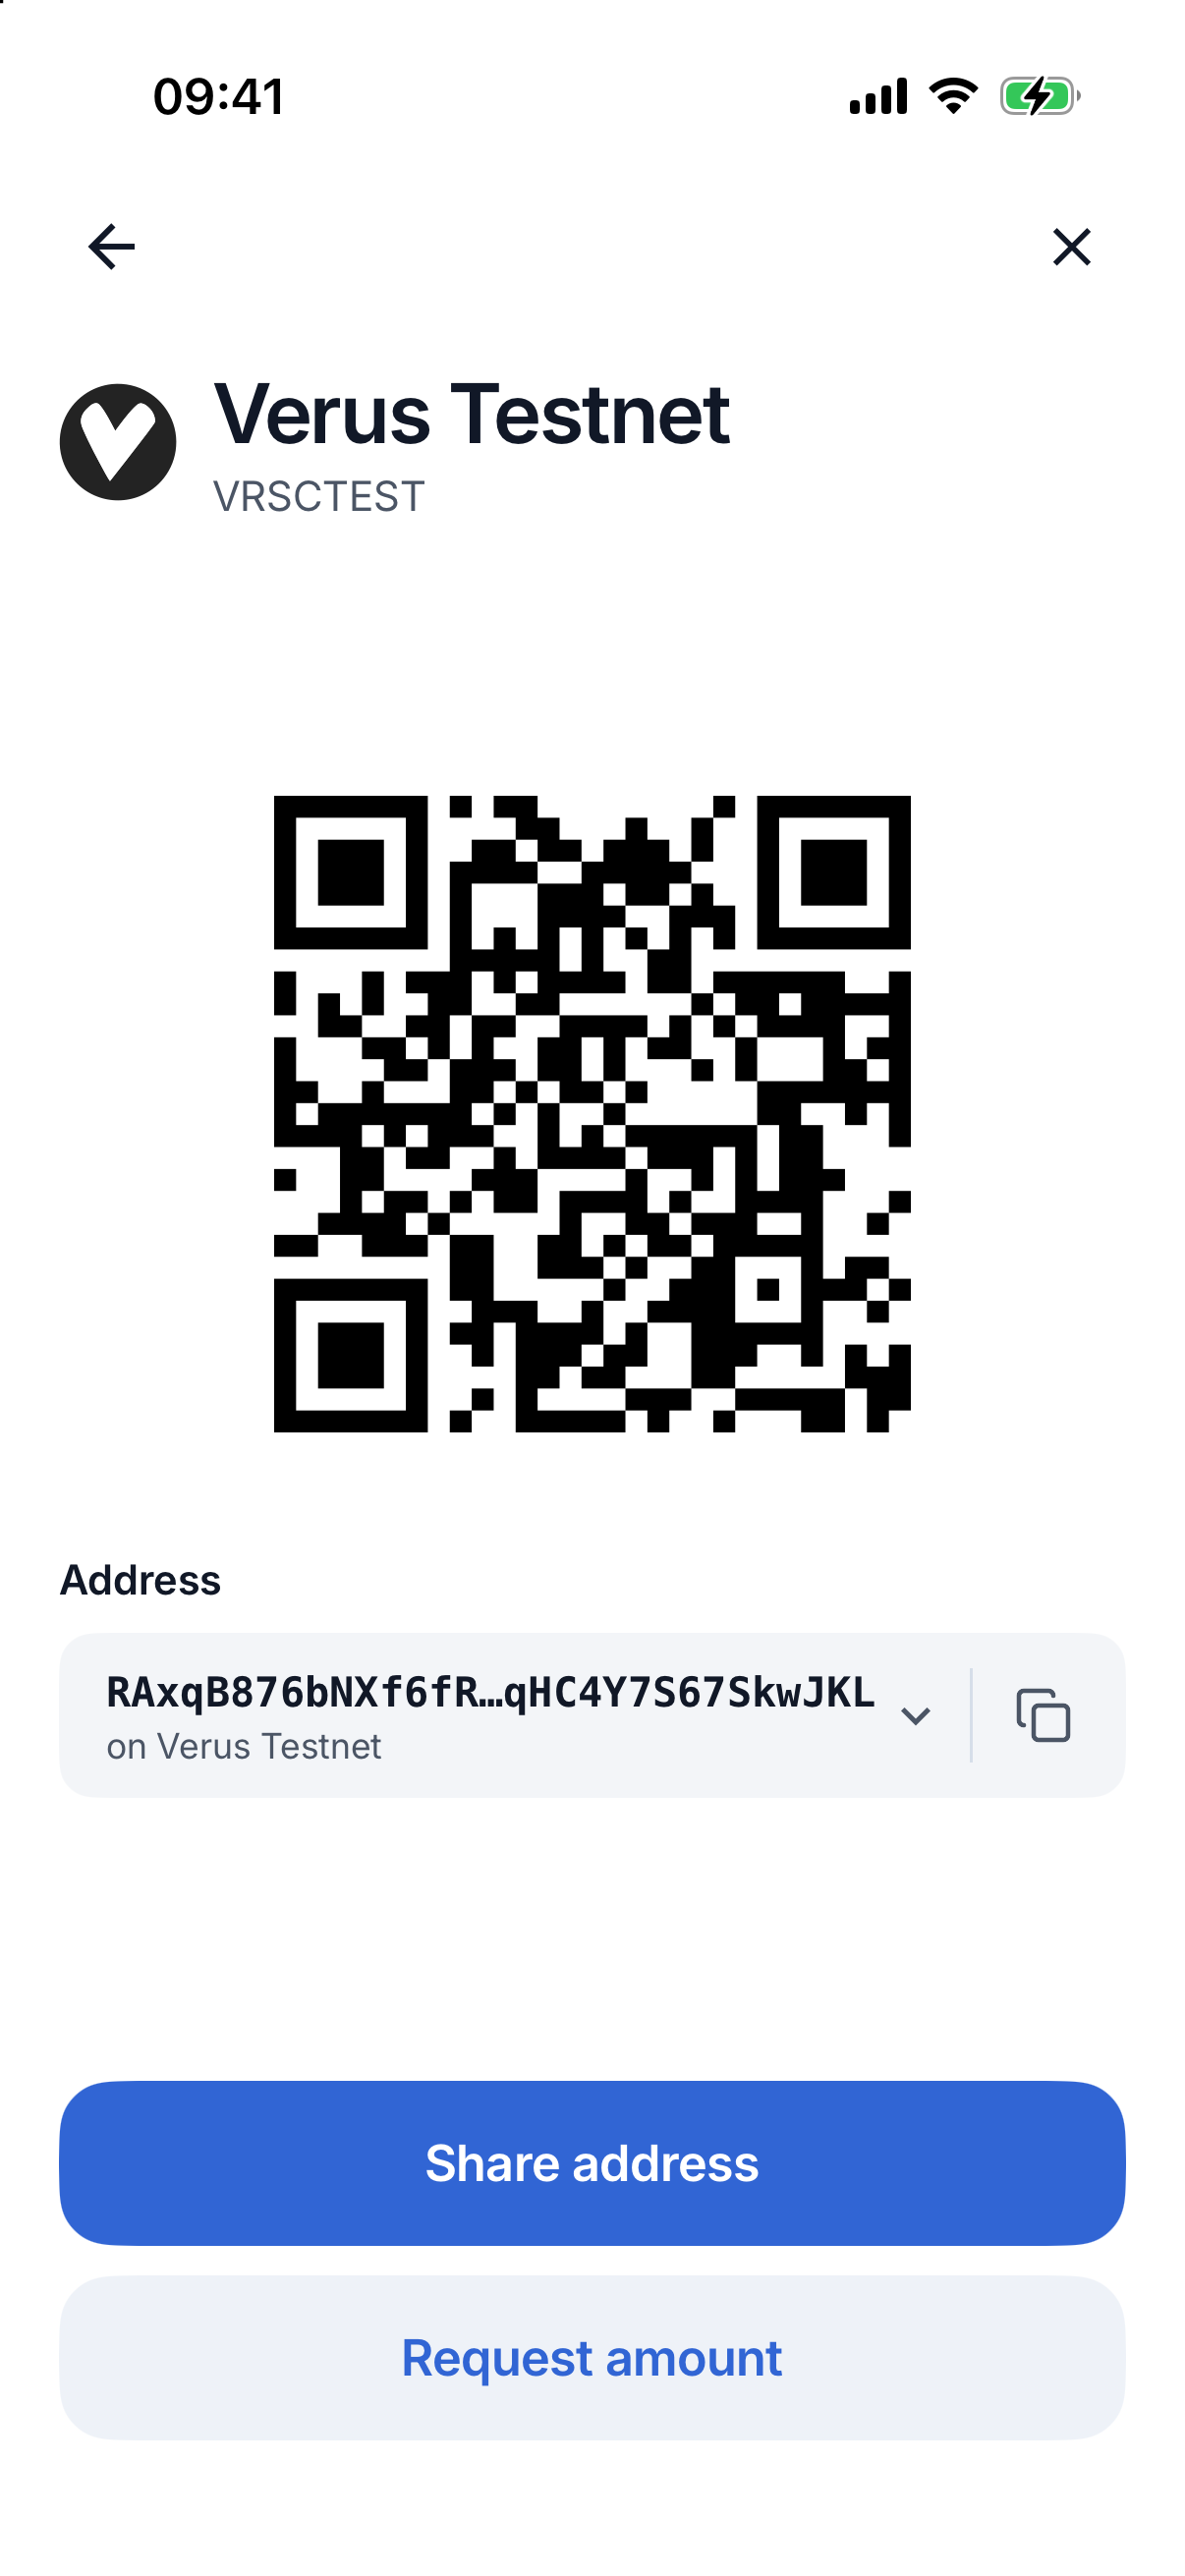 09:41
Verus Testnet
VRSCTEST
Address
RAxqB876bNXf6fR…qHC4Y7S67SkwJKL
on Verus Testnet
Share address
Request amount